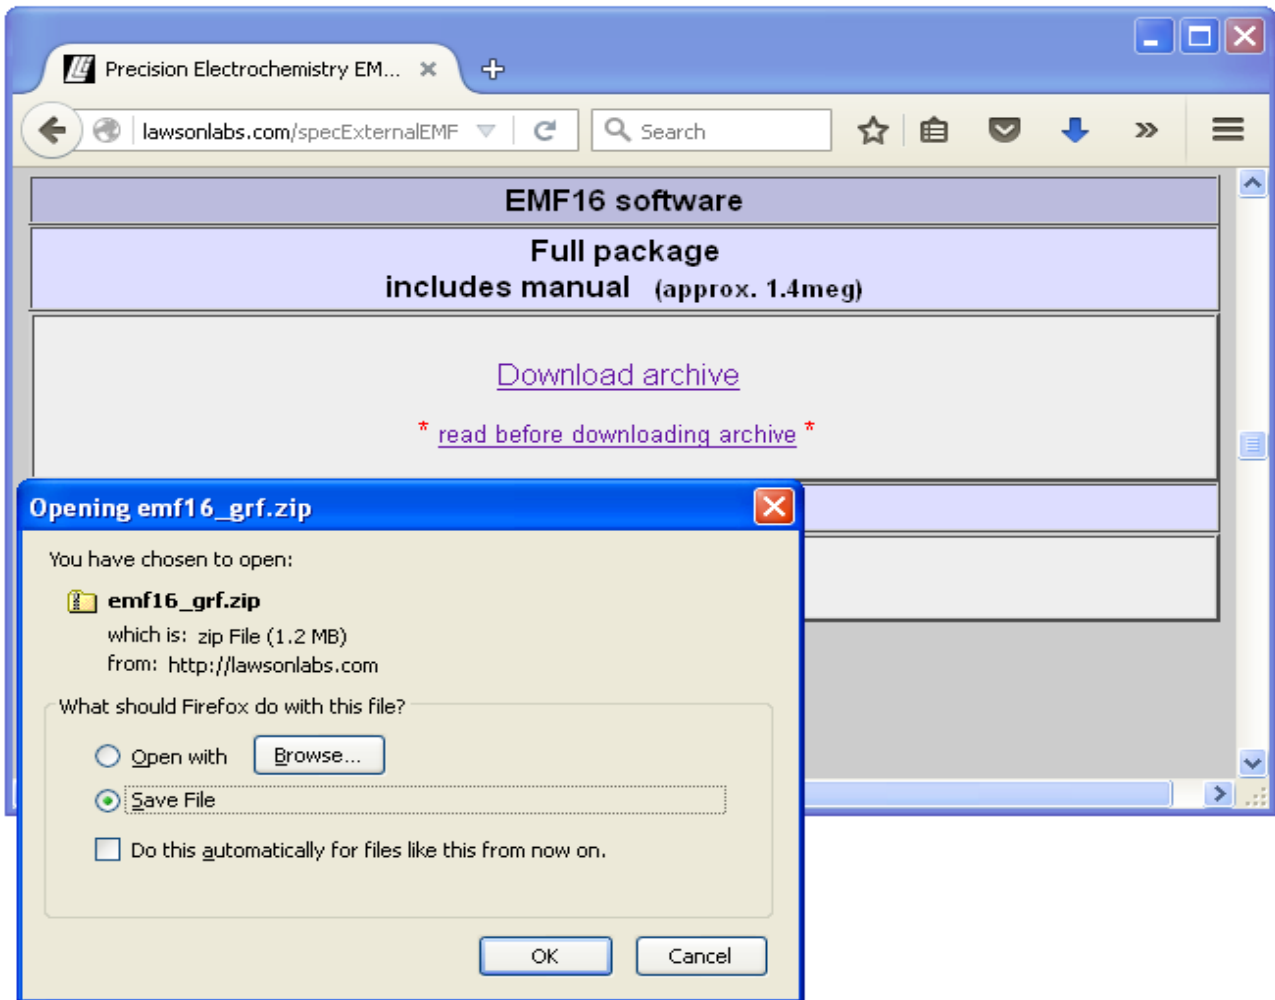 Precision Electrochemistry EM...
lawsonlabs.com/specExternalEMF
Search
EMF16 software
Full package
includes manual (approx. 1.4meg)
Download archive
* read before downloading archive *
Opening emf16_grf.zip
You have chosen to open:
emf16_grf.zip
which is: zip File (1.2 MB)
from: http://lawsonlabs.com
What should Firefox do with this file?
Open with Browse...
Save File
Do this automatically for files like this from now on.
OK Cancel